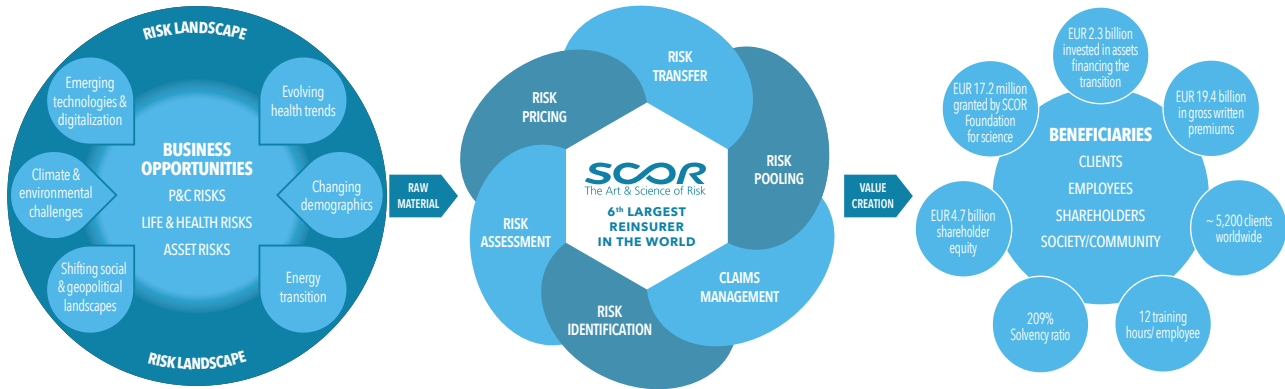 RISK LANDSCAPE
Emerging
technologies &
digitalization
Evolving
health trends
Climate &
environmental
challenges
BUSINESS
OPPORTUNITIES
P&C RISKS
LIFE & HEALTH RISKS
ASSET RISKS
Changing
demographics
Shifting social
& geopolitical
landscapes
Energy
transition
RISK LANDSCAPE
RAW
MATERIAL
RISK
TRANSFER
RISK
PRICING
RISK
POOLING
RISK
ASSESSMENT
SCOR
The Art & Science of Risk
6th LARGEST
REINSURER
IN THE WORLD
CLAIMS
MANAGEMENT
RISK
IDENTIFICATION
VALUE
CREATION
EUR 2.3 billion
invested in assets
financing the
transition
EUR 17.2 million
granted by SCOR
Foundation
for science
EUR 19.4 billion
in gross written
premiums
BENEFICIARIES
CLIENTS
EMPLOYEES
SHAREHOLDERS
SOCIETY/COMMUNITY
EUR 4.7 billion
shareholder
equity
~ 5,200 clients
worldwide
209%
Solvency ratio
12 training
hours/ employee